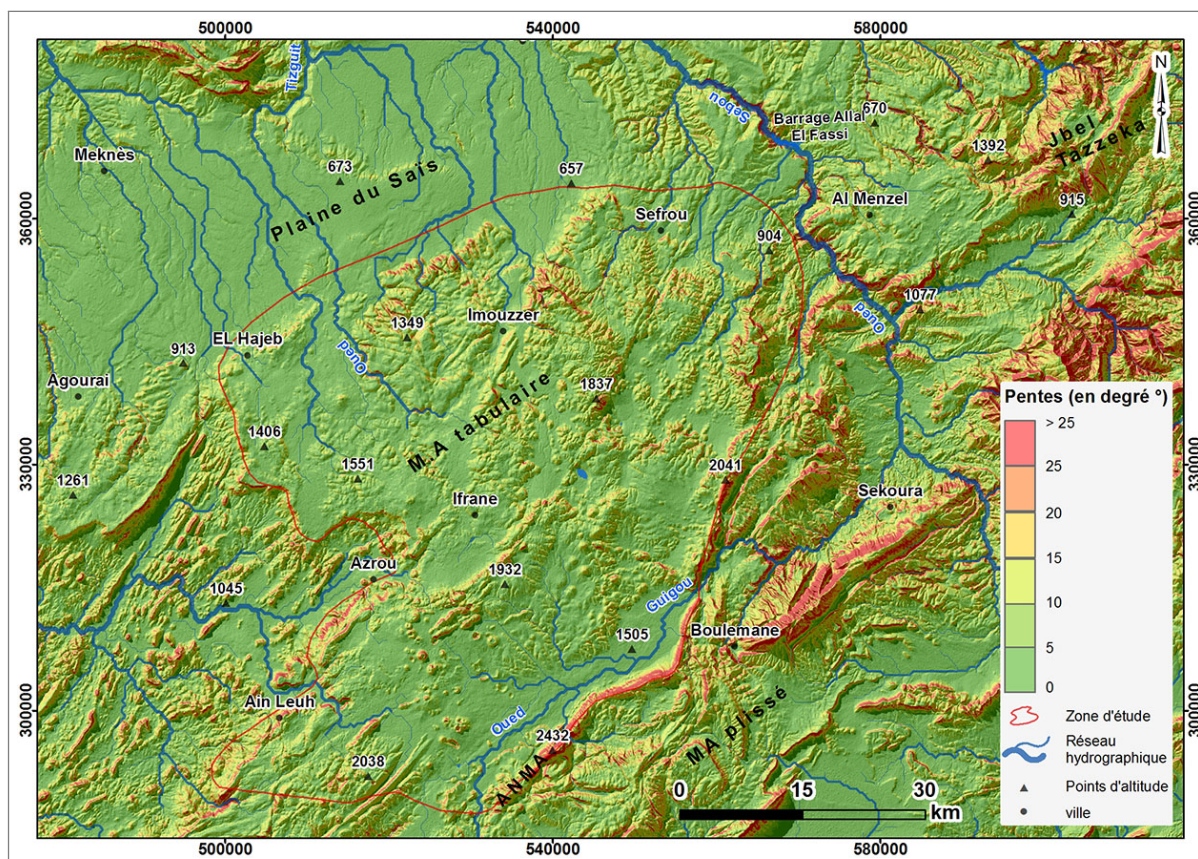 500000
540000
580000
N
Tizguit
Sebou
Barrage Allal
El Fassi
670
1392
Jbel
Tazzeka
Meknès
673
657
Plaine du Saïs
Al Menzel
915
360000
360000
Sefrou
904
1077
Oued
1349
Imouzzer
EL Hajeb
Oued
913
Agourai
1837
M.A tabulaire
1406
1551
2041
1261
330000
330000
Ifrane
Sekoura
Azrou
1932
1045
Guigou
1505
Boulemane
300000
300000
Ain Leuh
Oued
MA plissé
2432
2038
ANMA
0
15
30
km
Pentes (en degré °)
> 25
25
20
15
10
5
0
Zone d'étude
Réseau
hydrographique
Points d'altitude
ville
500000
540000
580000